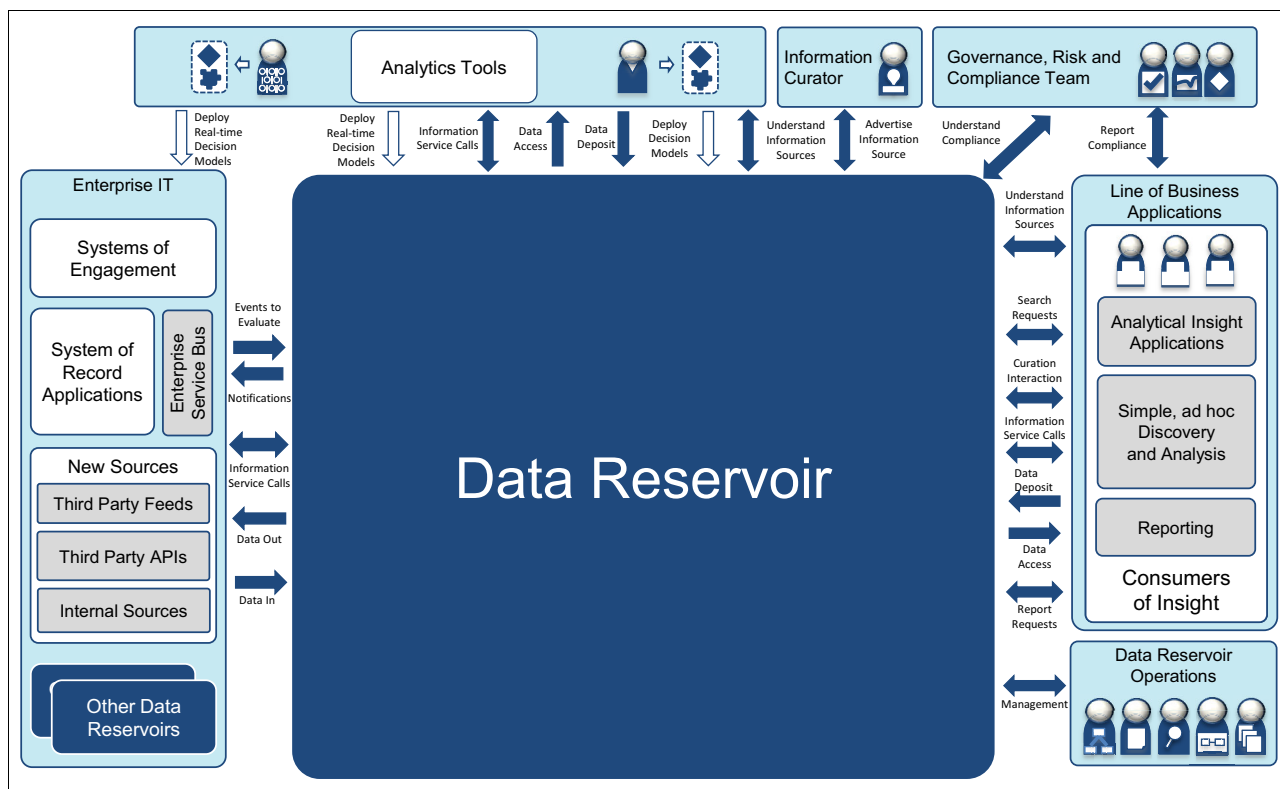 Analytics Tools
Information
Curator
Governance, Risk and
Compliance Team
Deploy
Real-time
Decision
Models
Deploy
Real-time
Decision
Models
Information
Service Calls
Data
Access
Data
Deposit
Deploy
Decision
Models
Understand
Information
Sources
Advertise
Information
Source
Understand
Compliance
Report
Compliance
Enterprise IT
Systems of
Engagement
System of
Record
Applications
Enterprise
Service Bus
New Sources
Third Party Feeds
Third Party APIs
Internal Sources
Other Data
Reservoirs
Events to
Evaluate
Notifications
Information
Service Calls
Data Out
Data In
Data Reservoir
Understand
Information
Sources
Search
Requests
Curation
Interaction
Information
Service Calls
Data
Deposit
Data
Access
Report
Requests
Management
Line of Business
Applications
Analytical Insight
Applications
Simple, ad hoc
Discovery
and Analysis
Reporting
Consumers
of Insight
Data Reservoir
Operations